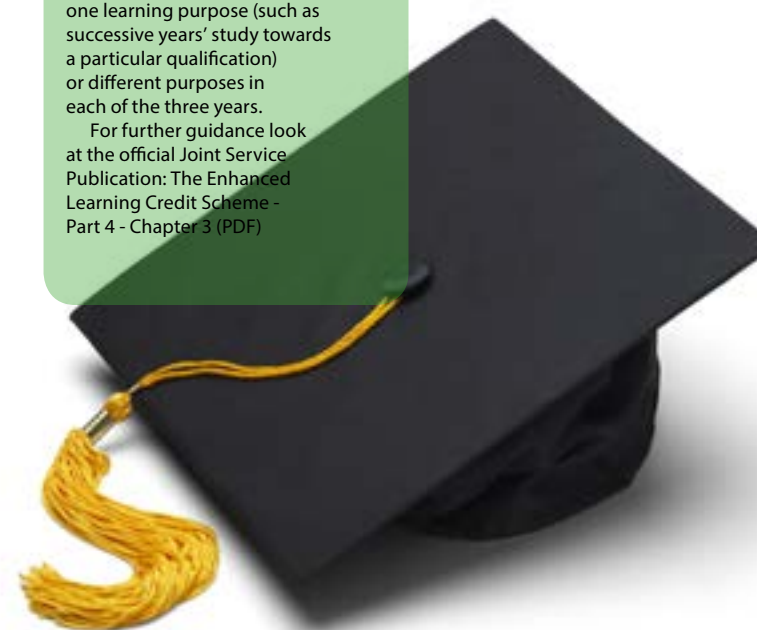 one learning purpose (such as
successive years’ study towards
a particular qualification)
or different purposes in
each of the three years.
For further guidance look
at the official Joint Service
Publication: The Enhanced
Learning Credit Scheme -
Part 4 - Chapter 3 (PDF)